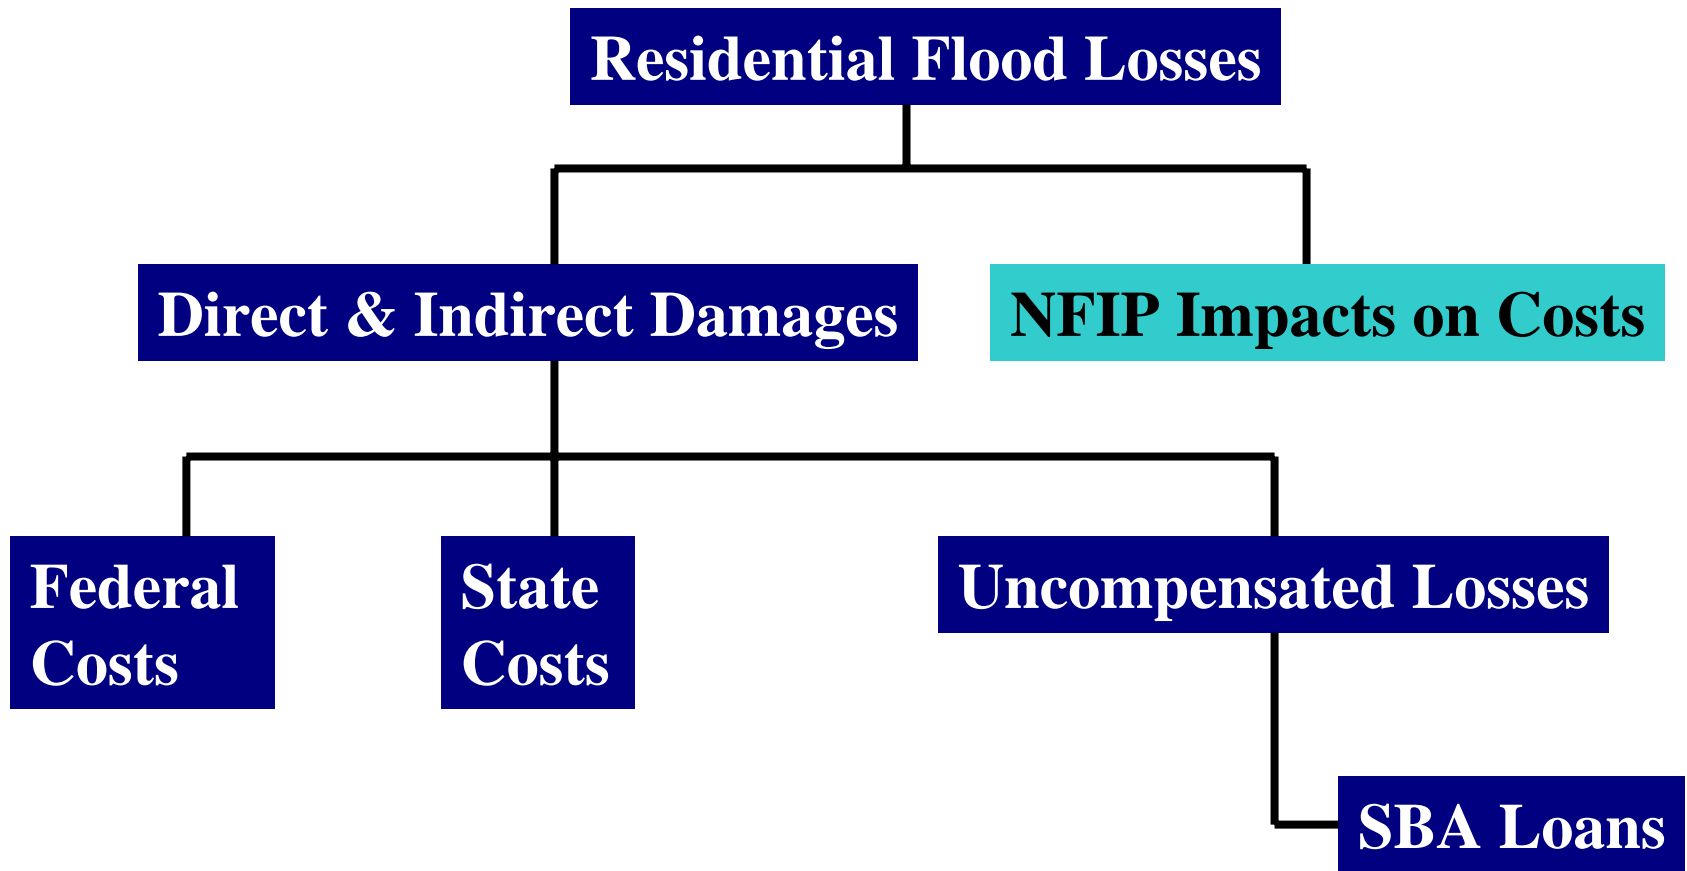 Residential Flood Losses
Direct & Indirect Damages
NFIP Impacts on Costs
Federal
Costs
State
Costs
Uncompensated Losses
SBA Loans